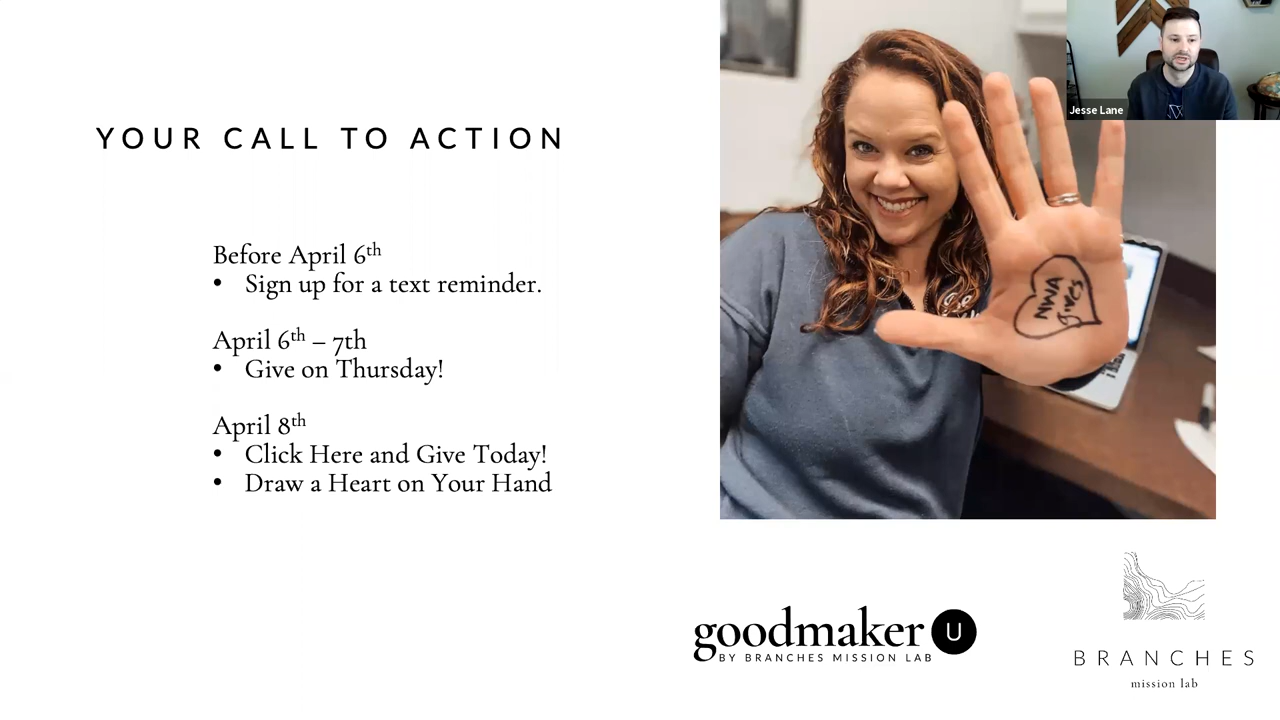 Jesse Lane
YOUR CALL TO ACTION
Before April 6th
• Sign up for a text reminder.
April 6th – 7th
• Give on Thursday!
April 8th
• Click Here and Give Today!
• Draw a Heart on Your Hand
NWA
Gives
goodmaker U
BY BRANCHES MISSION LAB
BRANCHES
mission lab